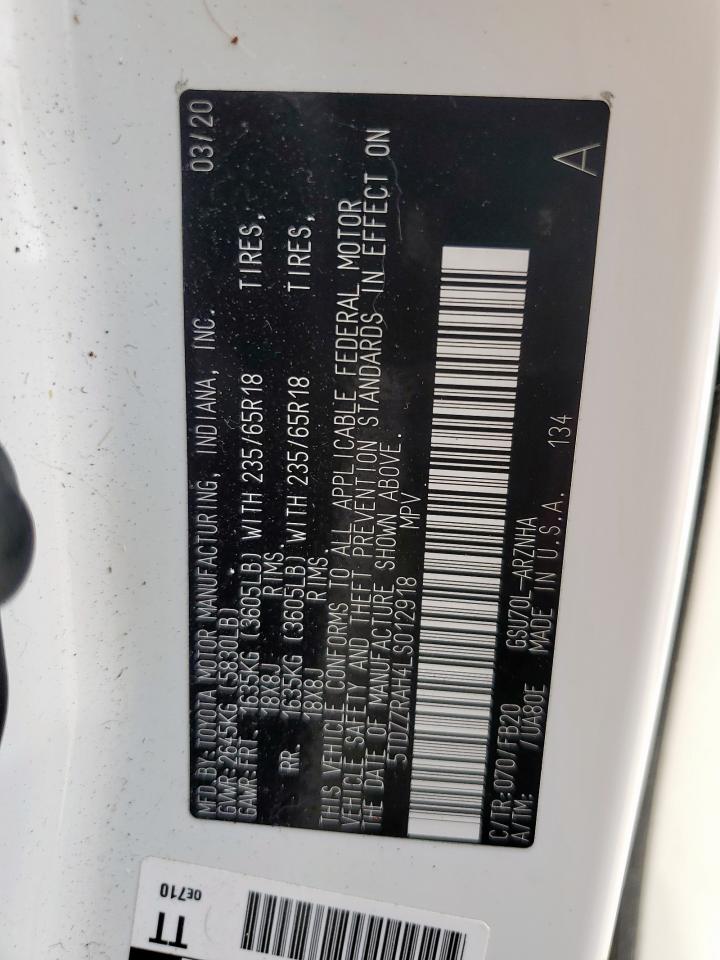 MFD. BY: TOYOTA MOTOR MANUFACTURING, INDIANA, INC. 03/20
GVWR: 2645KG (5830LB)
GAWR: FRT. 1635KG (3605LB) WITH 235/65R18 TIRES,
18X8J RIMS
RR. 1635KG (3605LB) WITH 235/65R18 TIRES,
18X8J RIMS
THIS VEHICLE CONFORMS TO ALL APPLICABLE FEDERAL MOTOR
VEHICLE SAFETY AND THEFT PREVENTION STANDARDS IN EFFECT ON
THE DATE OF MANUFACTURE SHOWN ABOVE.
5TDZZRAH4LS012918 MPV
C/TR: 070/FB20 GSU70L-ARZNHA
A/TM: /UA80E MADE IN U.S.A. 134 A
TT
0E710